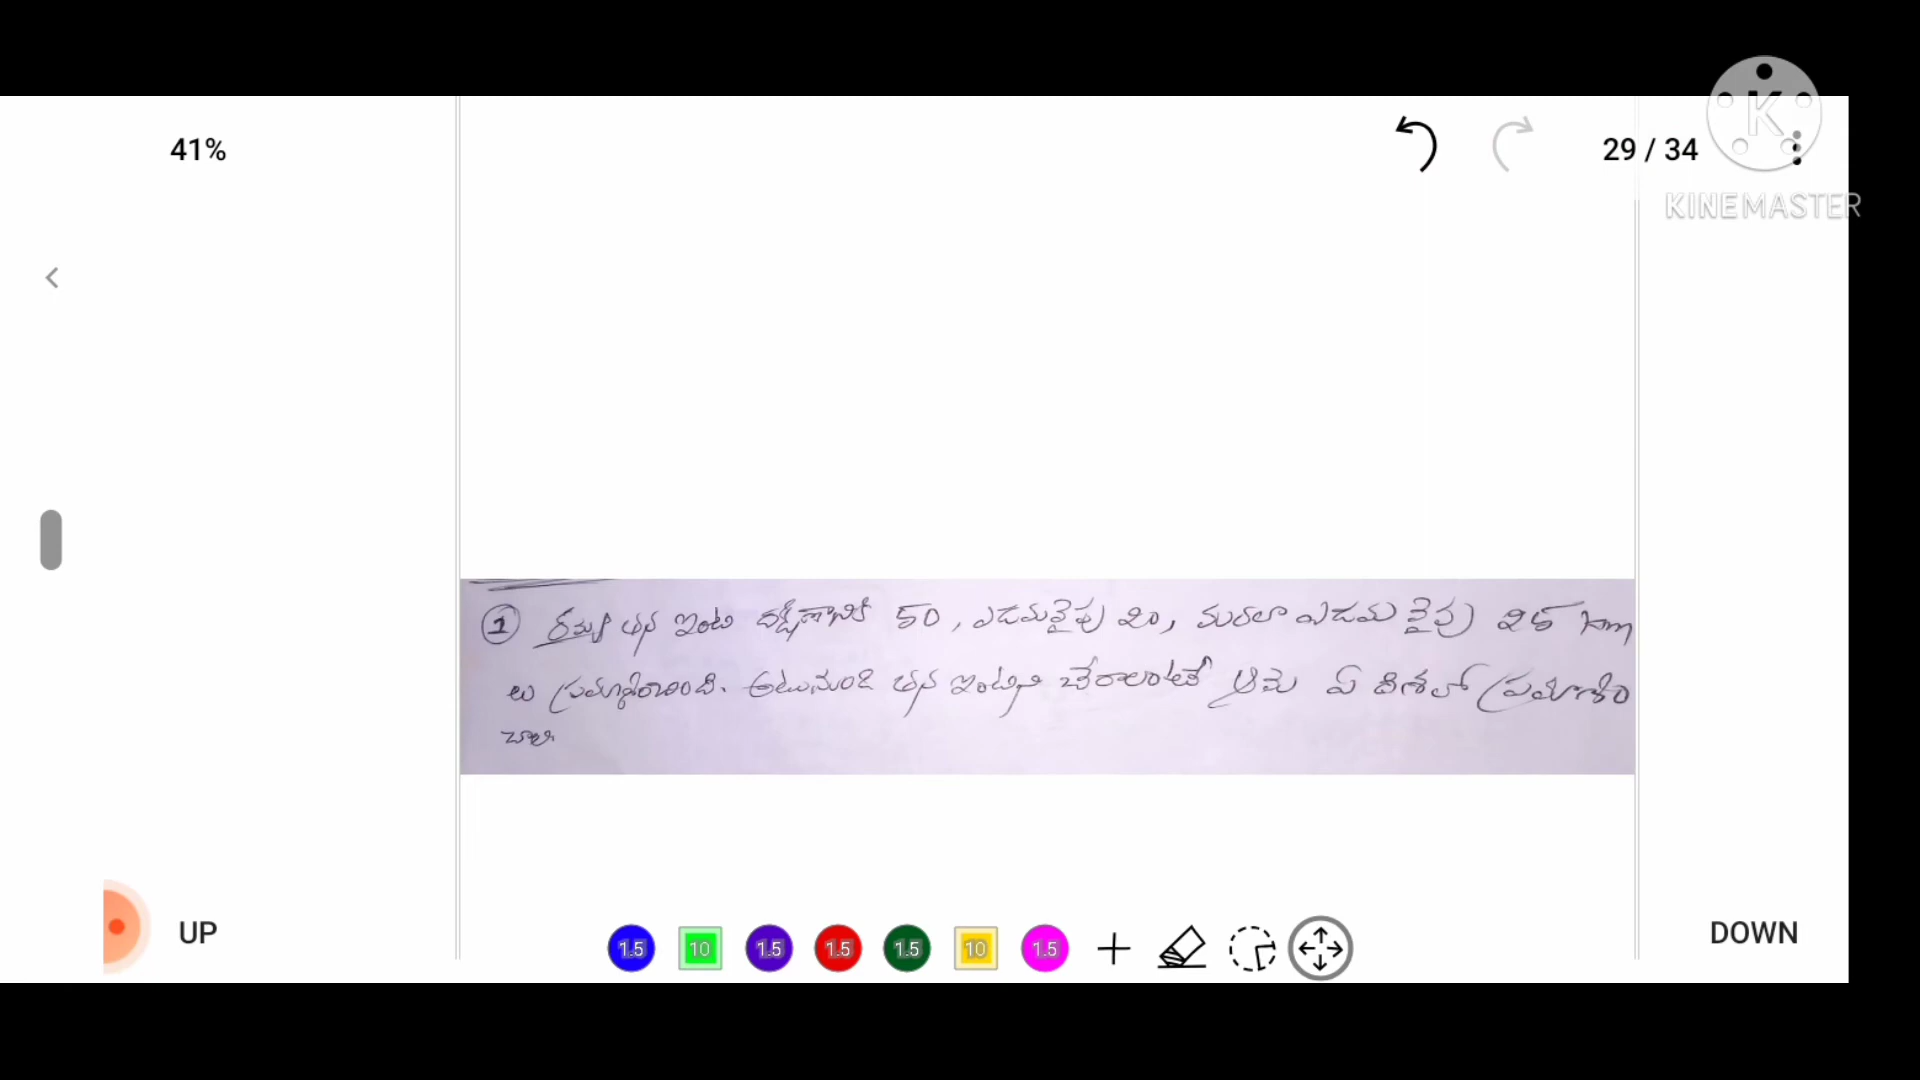 41%
29 / 34
KINEMASTER
① రమ్య తన ఇంటి దక్షిణానికి 50, ఎడమవైపు 20, మరలా ఎడమ వైపు 25 km
లు ప్రయాణించింది. అటునుండి తన ఇంటిని చేరాలంటే ఆమె ఏ దిశలో ప్రయాణిం
చాలి
UP
DOWN
1.5 10 1.5 1.5 1.5 10 1.5